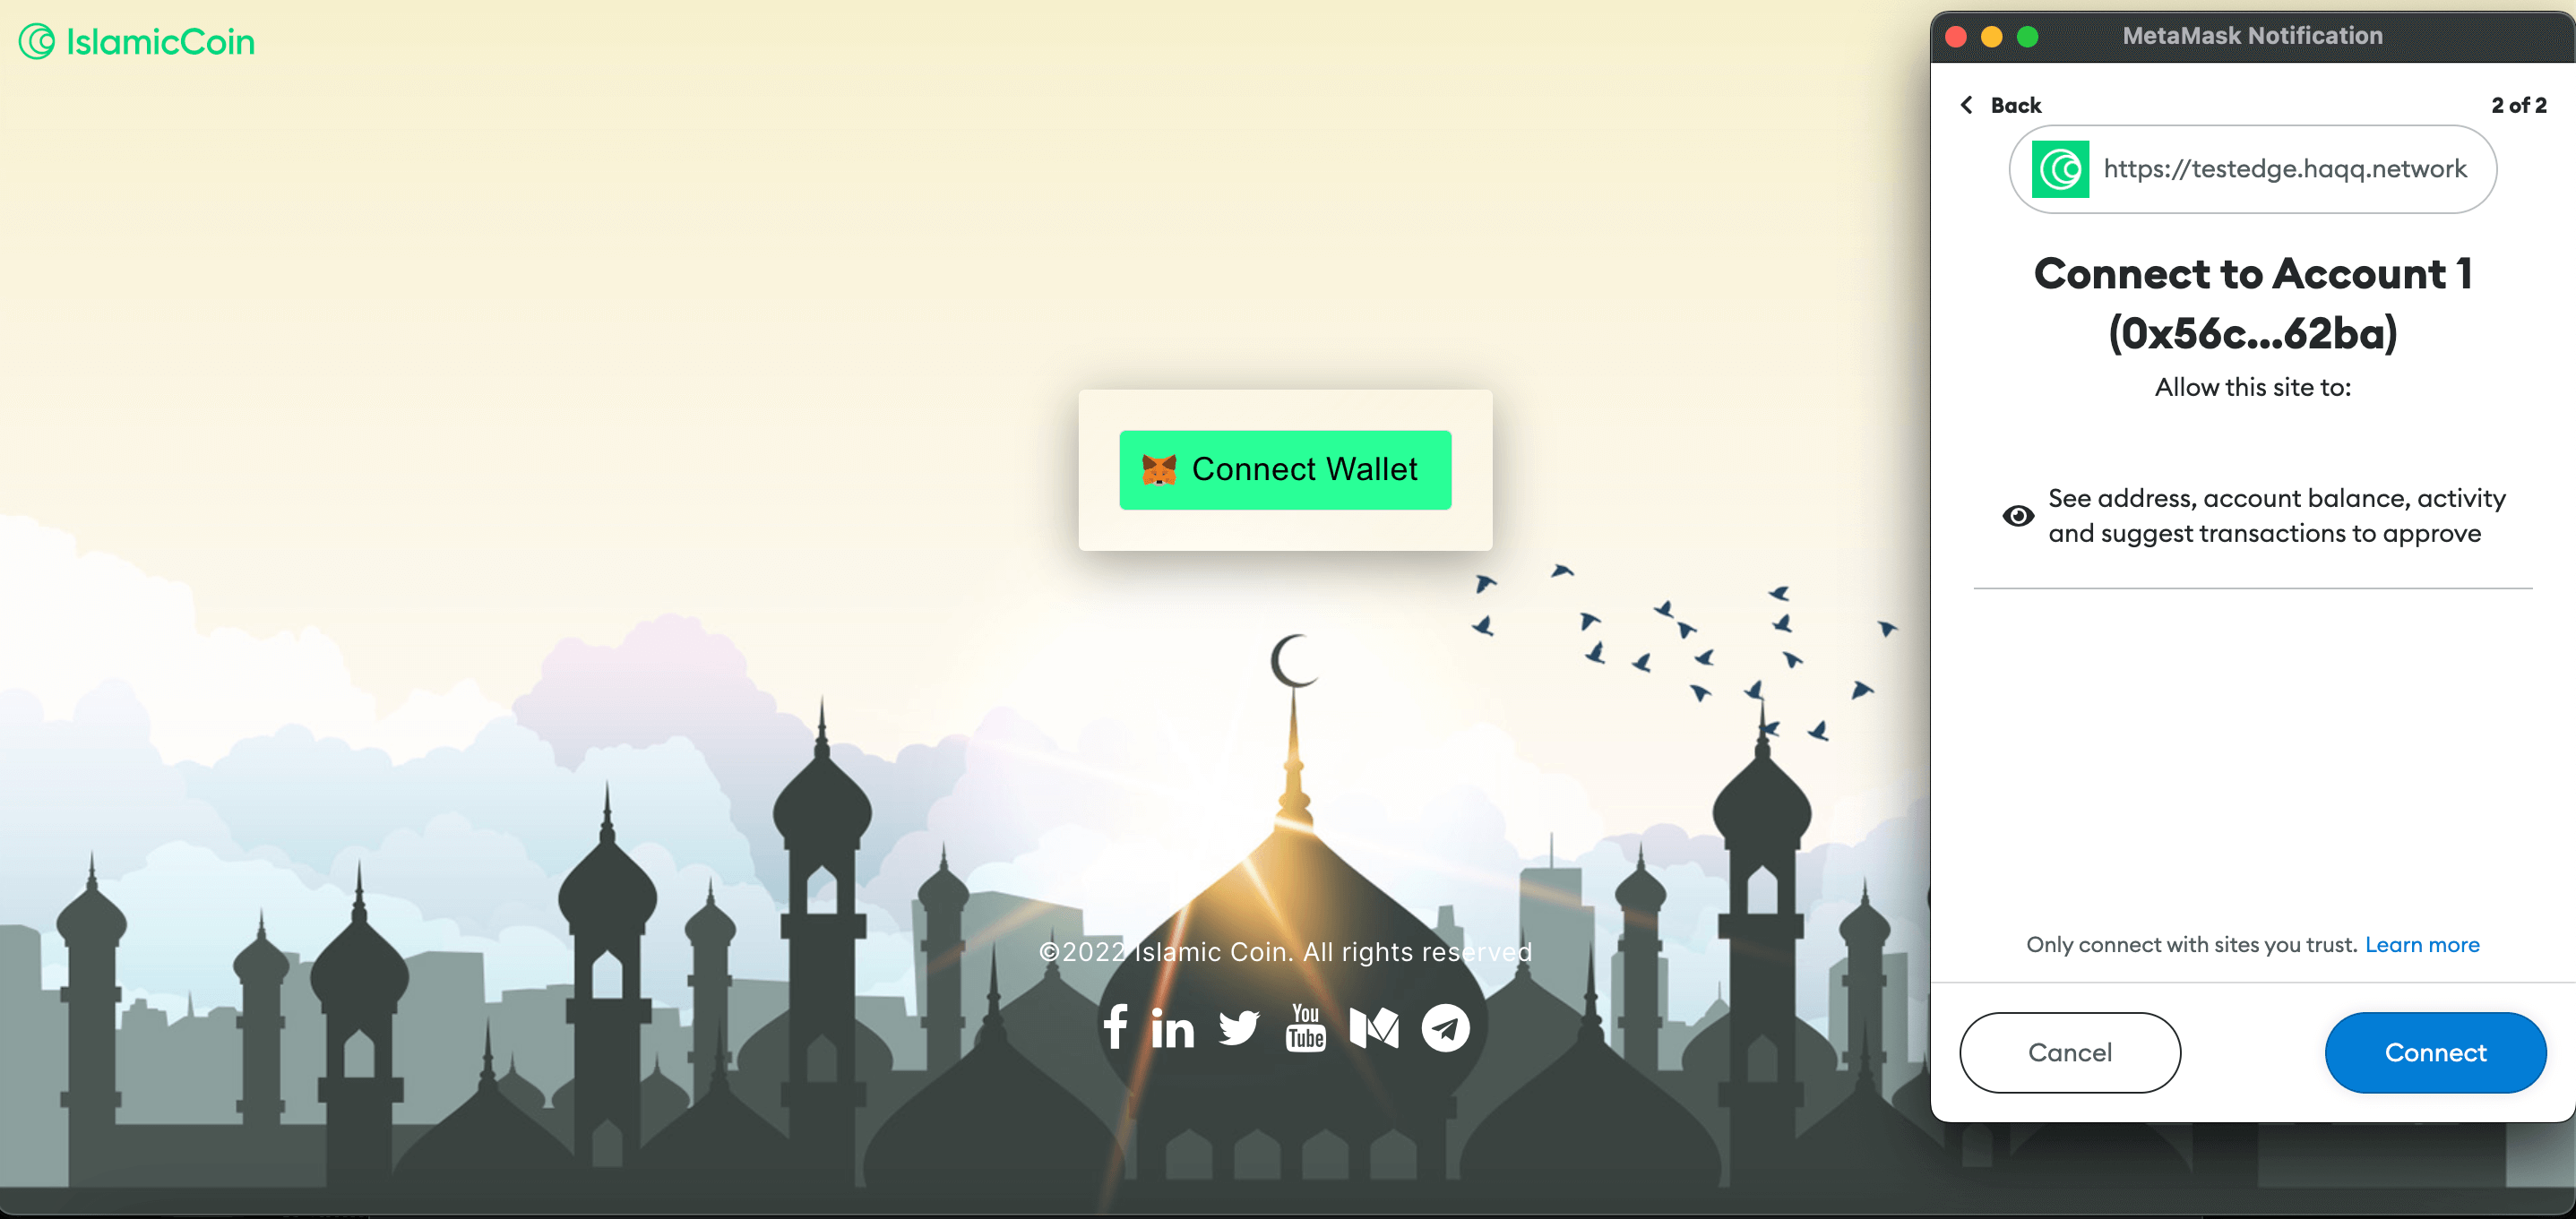 IslamicCoin
Connect Wallet
©2022 Islamic Coin. All rights reserved
You
Tube
MetaMask Notification
Back
2 of 2
https://testedge.haqq.network
Connect to Account 1
(0x56c...62ba)
Allow this site to:
See address, account balance, activity
and suggest transactions to approve
Only connect with sites you trust. Learn more
Cancel
Connect